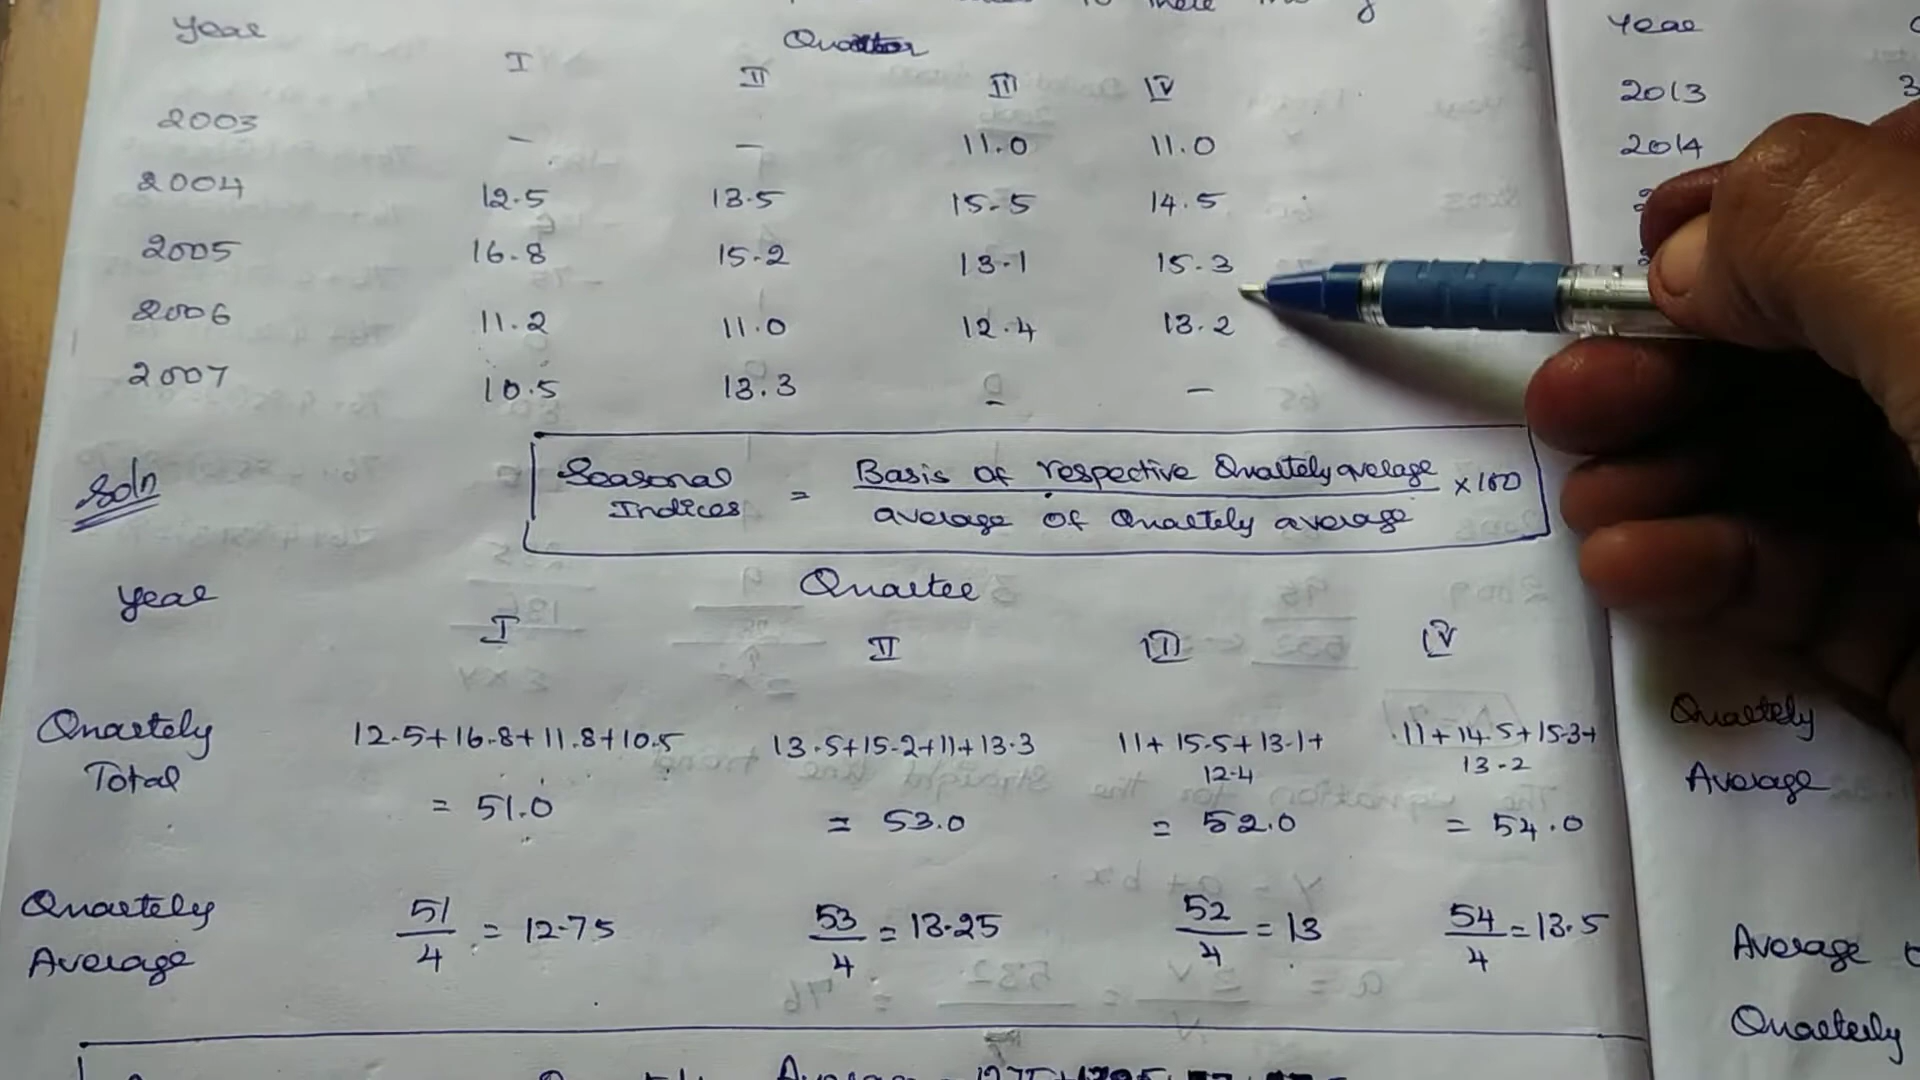 Year Quarter
I II III IV
2003 - - 11.0 11.0
2004 12.5 13.5 15.5 14.5
2005 16.8 15.2 13.1 15.3
2006 11.2 11.0 12.4 13.2
2007 10.5 13.3 - -
Soln
Seasonal Indices = Basis of respective Quartely average / average of Quartely average ×100
Year Quarter
I II III IV
Quartely Total
12.5+16.8+11.8+10.5 13.5+15.2+11+13.3 11+15.5+13.1+ 11+14.5+15.3+
12.4 13.2
= 51.0 = 53.0 = 52.0 = 54.0
Quartely Average
51/4 = 12.75 53/4 = 13.25 52/4 = 13 54/4 = 13.5
Year
2013
2014
Quartely
Average
Average
Quarterly